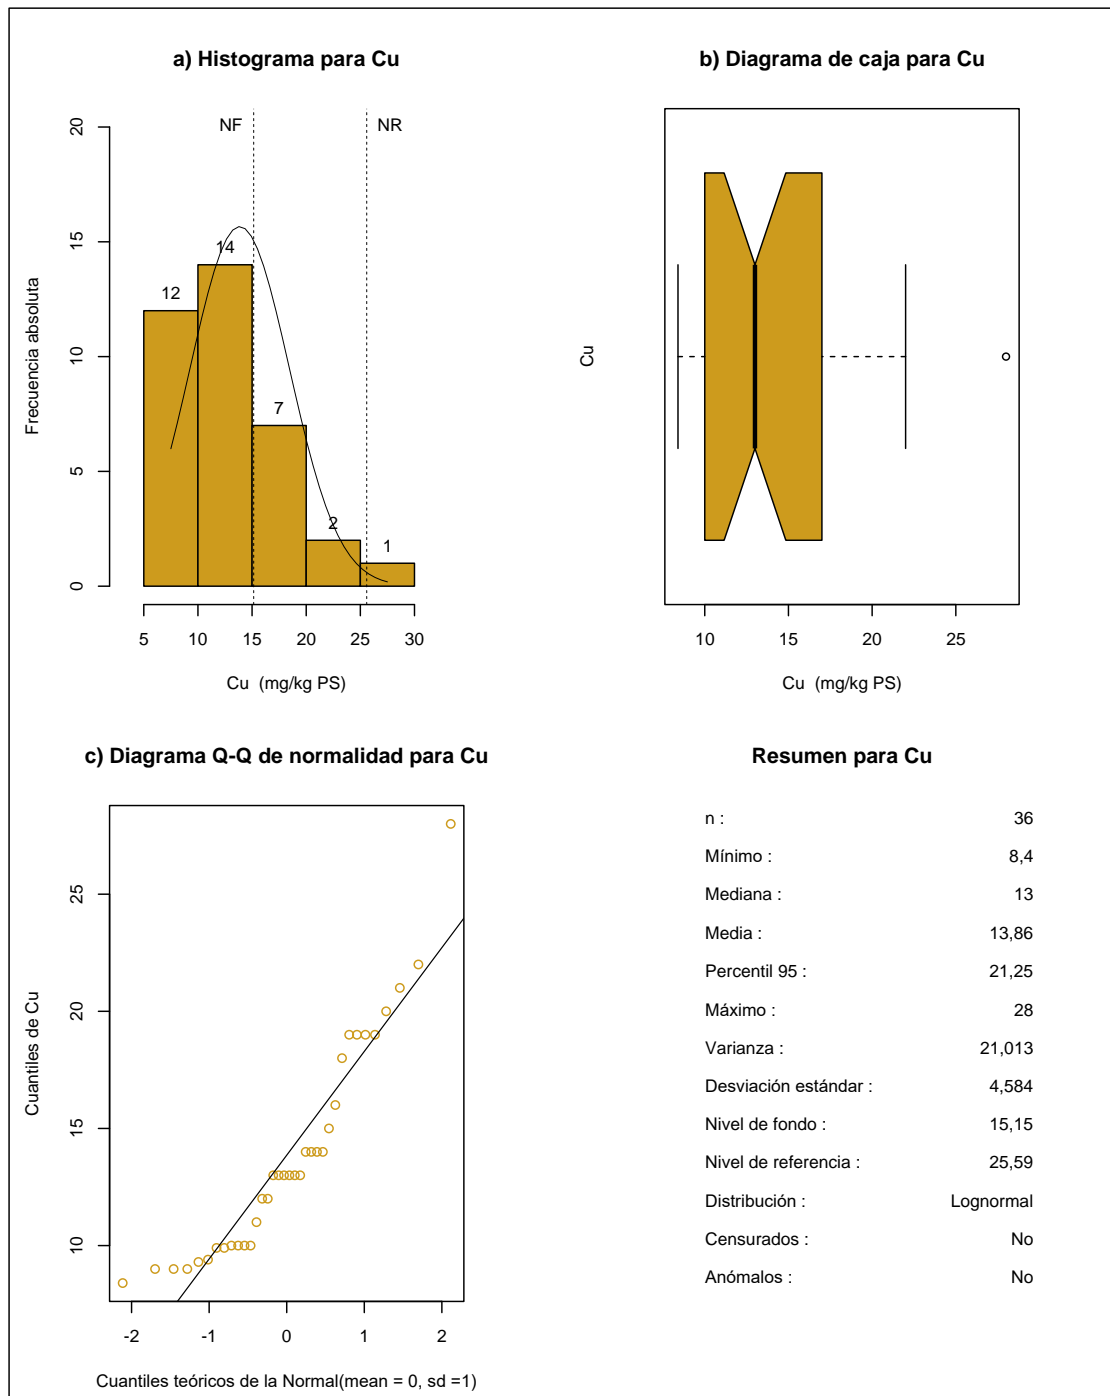 a) Histograma para Cu
NF
NR
20
15
10
5
0
Frecuencia absoluta
12
14
7
2
1
5 10 15 20 25 30
Cu (mg/kg PS)
b) Diagrama de caja para Cu
Cu
10 15 20 25
Cu (mg/kg PS)
c) Diagrama Q-Q de normalidad para Cu
25
20
15
10
Cuantiles de Cu
-2 -1 0 1 2
Cuantiles teóricos de la Normal(mean = 0, sd =1)
Resumen para Cu
n : 36
Mínimo : 8,4
Mediana : 13
Media : 13,86
Percentil 95 : 21,25
Máximo : 28
Varianza : 21,013
Desviación estándar : 4,584
Nivel de fondo : 15,15
Nivel de referencia : 25,59
Distribución : Lognormal
Censurados : No
Anómalos : No